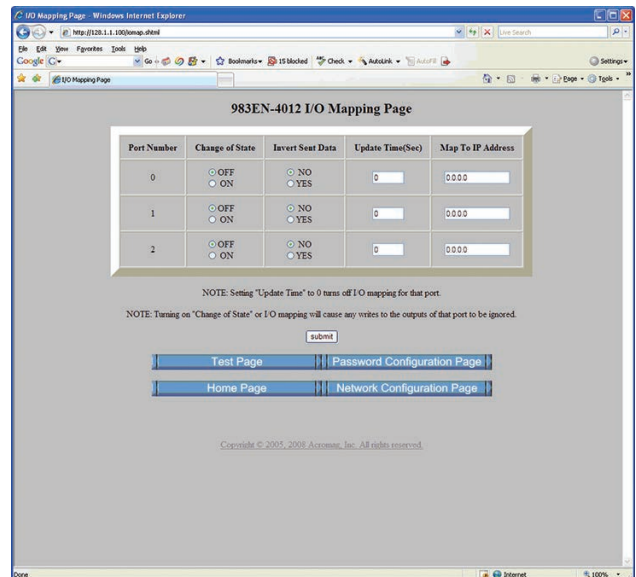 I/O Mapping Page - Windows Internet Explorer
http://128.1.1.100/iomap.shtml
Live Search
File Edit View Favorites Tools Help
Google G Go Bookmarks 15 blocked Check AutoLink AutoFill Settings
I/O Mapping Page Page Tools
983EN-4012 I/O Mapping Page
Port Number Change of State Invert Sent Data Update Time(Sec) Map To IP Address
0 OFF ON NO YES 0 0.0.0.0
1 OFF ON NO YES 0 0.0.0.0
2 OFF ON NO YES 0 0.0.0.0
NOTE: Setting "Update Time" to 0 turns off I/O mapping for that port.
NOTE: Turning on "Change of State" or I/O mapping will cause any writes to the outputs of that port to be ignored.
submit
Test Page Password Configuration Page
Home Page Network Configuration Page
Copyright © 2005, 2008 Acromag, Inc. All rights reserved.
Done Internet 100%